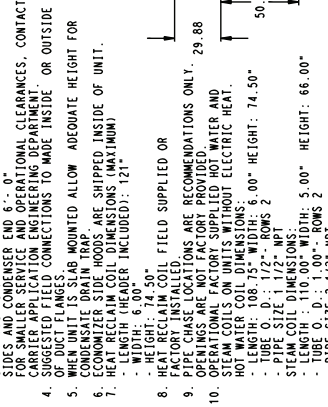 SIDES AND CONDENSER END 6'- 0"
FOR SMALLER SERVICE AND OPERATIONAL CLEARANCES, CONTACT
CARRIER APPLICATION ENGINEERING DEPARTMENT.
4. SUGGESTED FIELD CONNECTIONS TO MADE INSIDE OR OUTSIDE
OF DUCT FLANGES.
5. WHEN UNIT IS SLAB MOUNTED ALLOW ADEQUATE HEIGHT FOR
CONDENSATE DRAIN TRAP.
6. ECONOMIZER HOODS ARE SHIPPED INSIDE OF UNIT.
7. HEAT RECLAIM COIL DIMENSIONS (MAXIMUM)
- LENGTH (HEADER INCLUDED): 121"
- WIDTH: 6.00"
- HEIGHT: 74.50"
8. HEAT RECLAIM COIL FIELD SUPPLIED OR
FACTORY INSTALLED.
9. PIPE CHASE LOCATIONS ARE RECOMMENDATIONS ONLY.
OPENINGS ARE NOT FACTORY PROVIDED.
10. OPERATIONAL FACTORY SUPPLIED HOT WATER AND
STEAM COILS ON UNITS WITHOUT ELECTRIC HEAT.
HOT WATER COIL DIMENSIONS:
- LENGTH: 108.75" WIDTH: 6.00" HEIGHT: 74.50"
- TUBE O.D.: 1/2"- ROWS 2
- PIPE SIZE: 1 1/2" NPT
STEAM COIL DIMENSIONS:
- LENGTH : 110.00" WIDTH: 5.00" HEIGHT: 66.00"
- TUBE O.D.: 1.00"- ROWS 2
29.88
50.